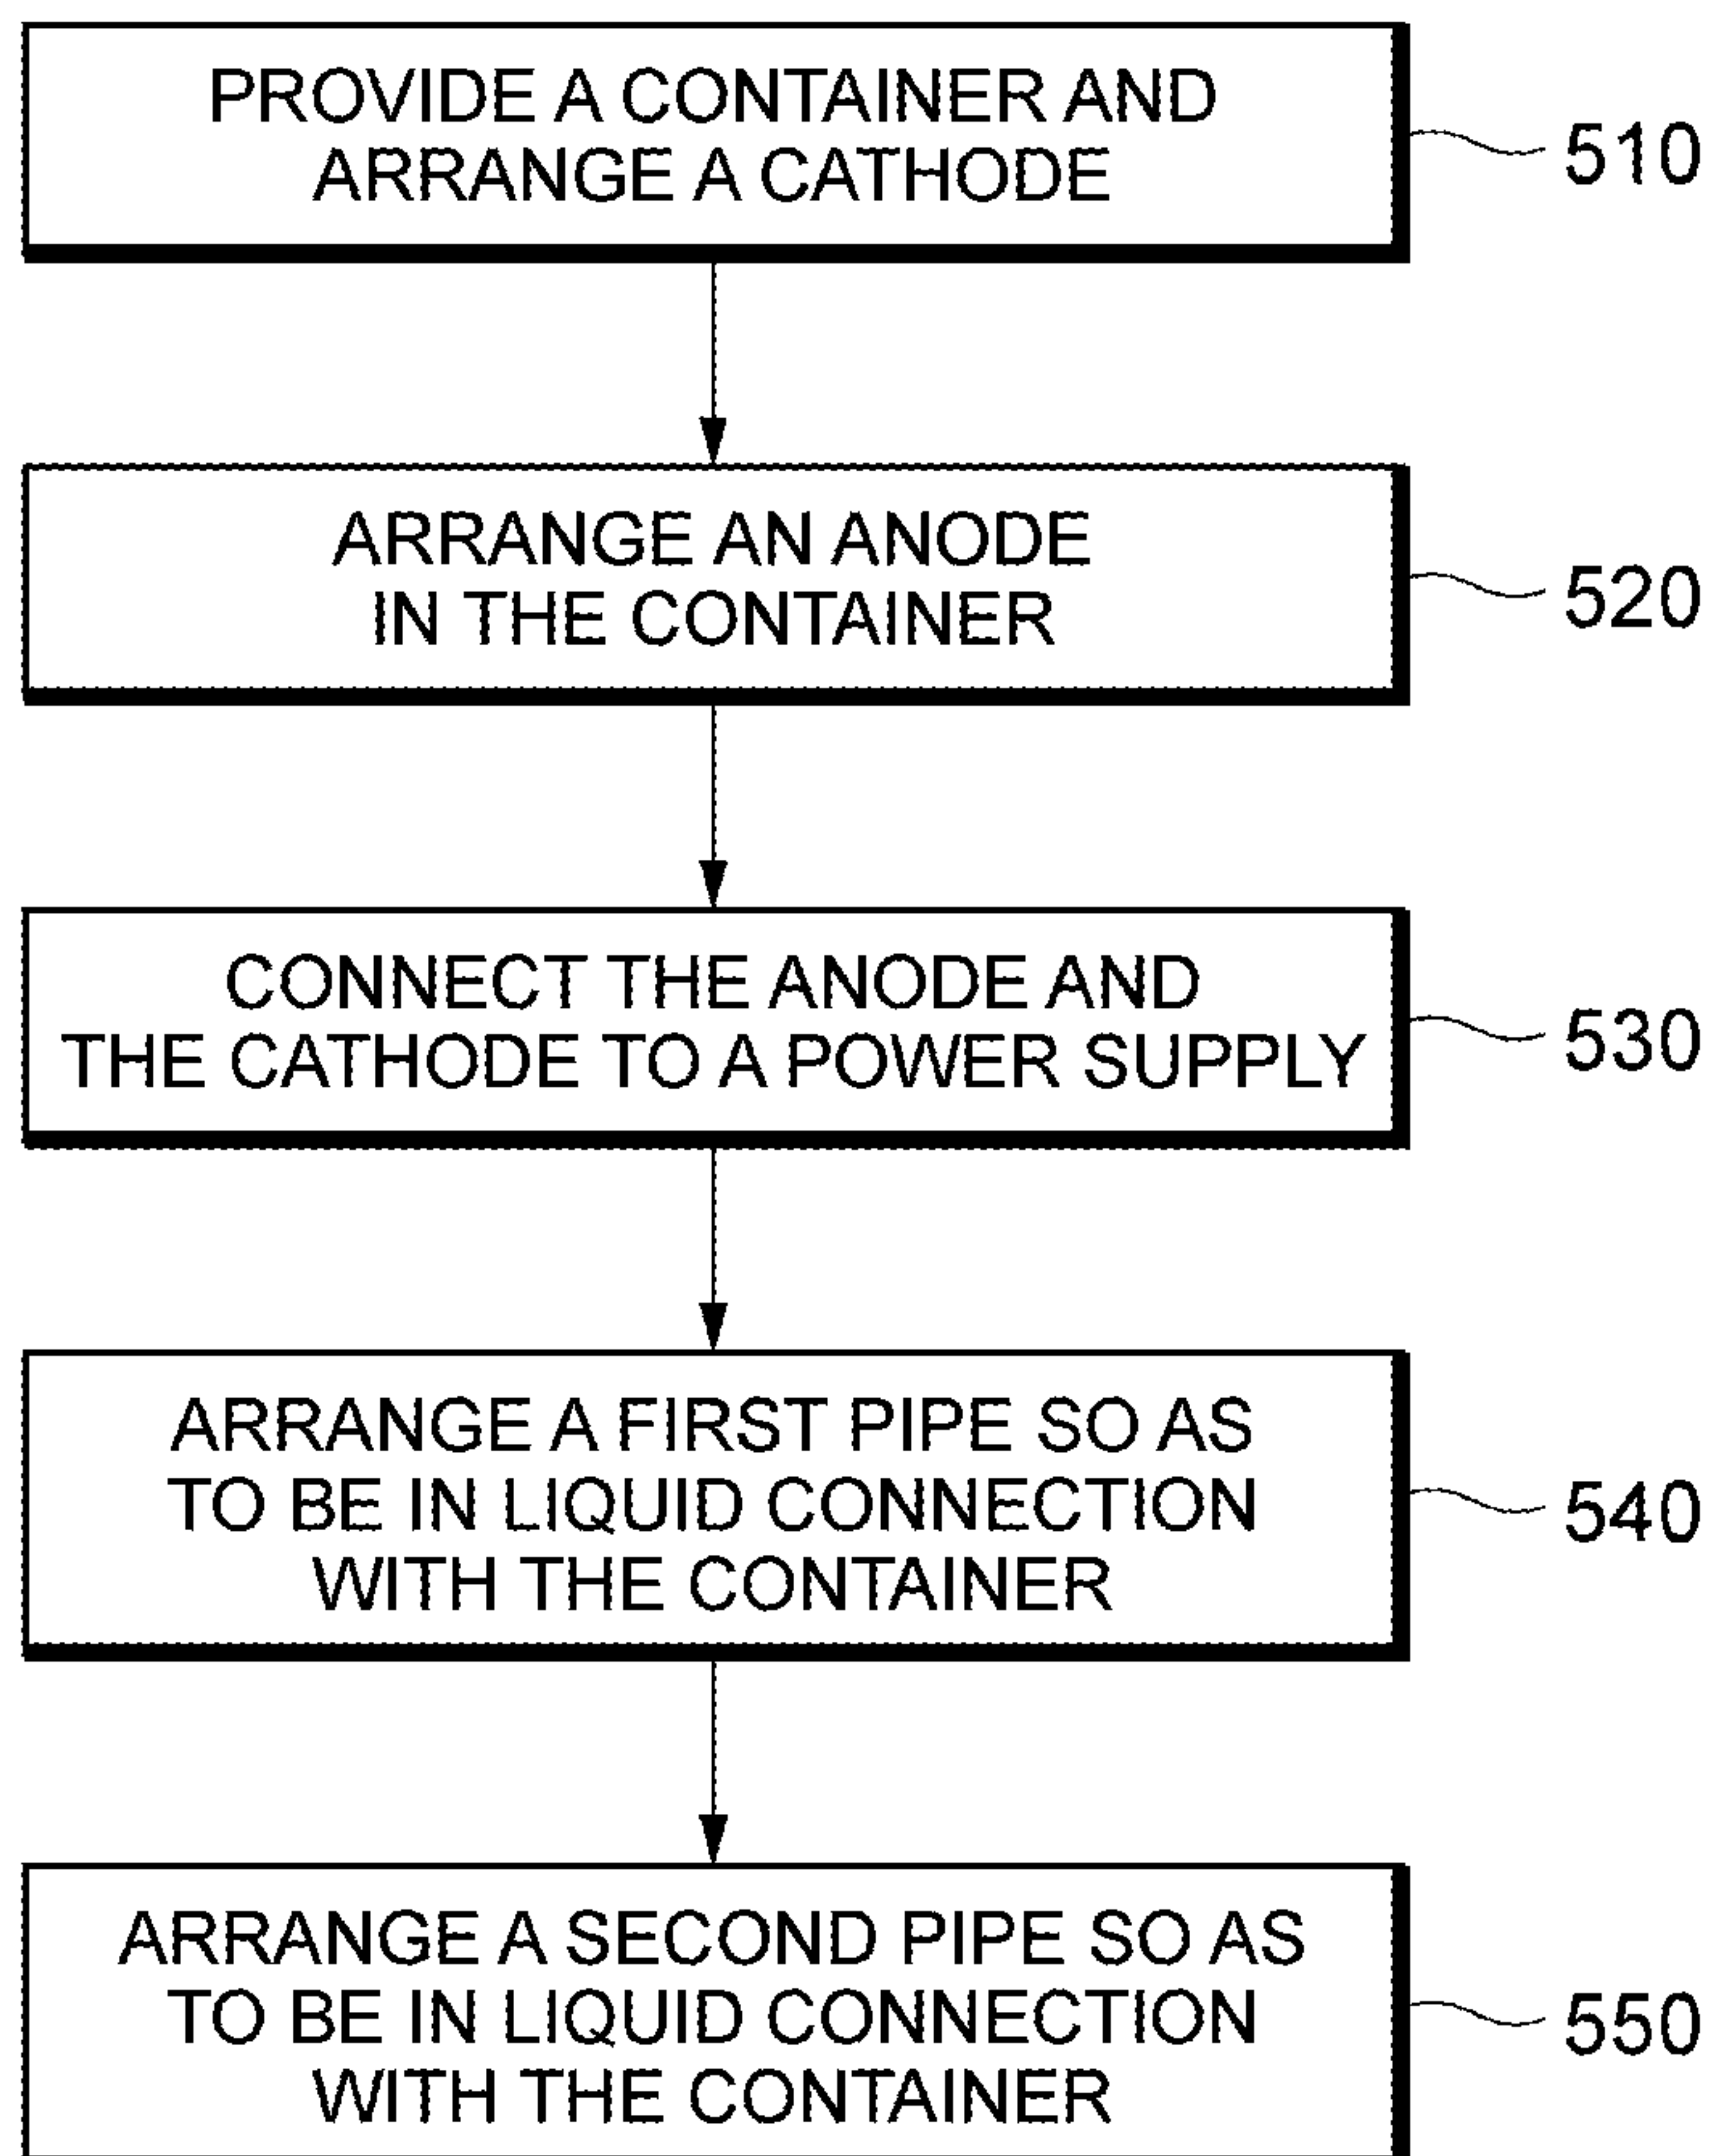 PROVIDE A CONTAINER AND
ARRANGE A CATHODE
510
ARRANGE AN ANODE
IN THE CONTAINER
520
CONNECT THE ANODE AND
THE CATHODE TO A POWER SUPPLY
530
ARRANGE A FIRST PIPE SO AS
TO BE IN LIQUID CONNECTION
WITH THE CONTAINER
540
ARRANGE A SECOND PIPE SO AS
TO BE IN LIQUID CONNECTION
WITH THE CONTAINER
550